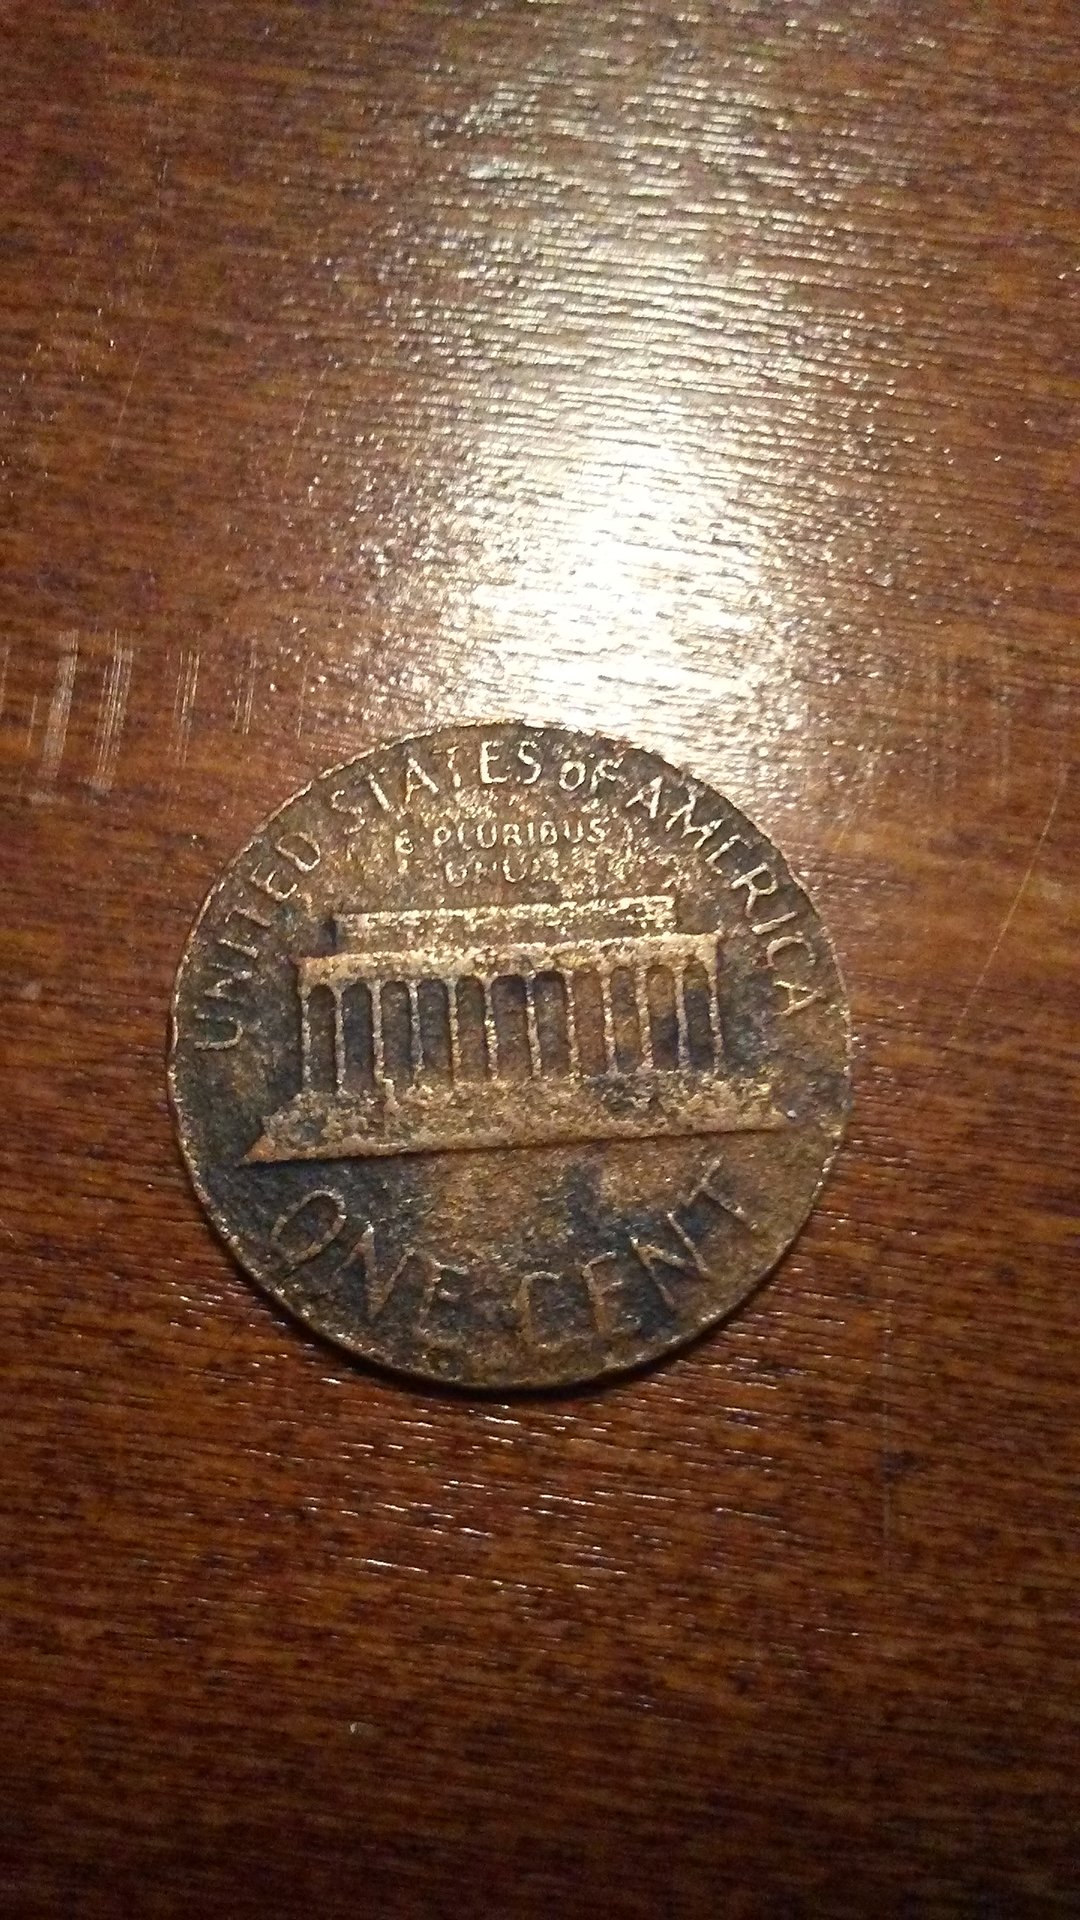 UNITED STATES OF AMERICA
E PLURIBUS
UNUM
ONE CENT